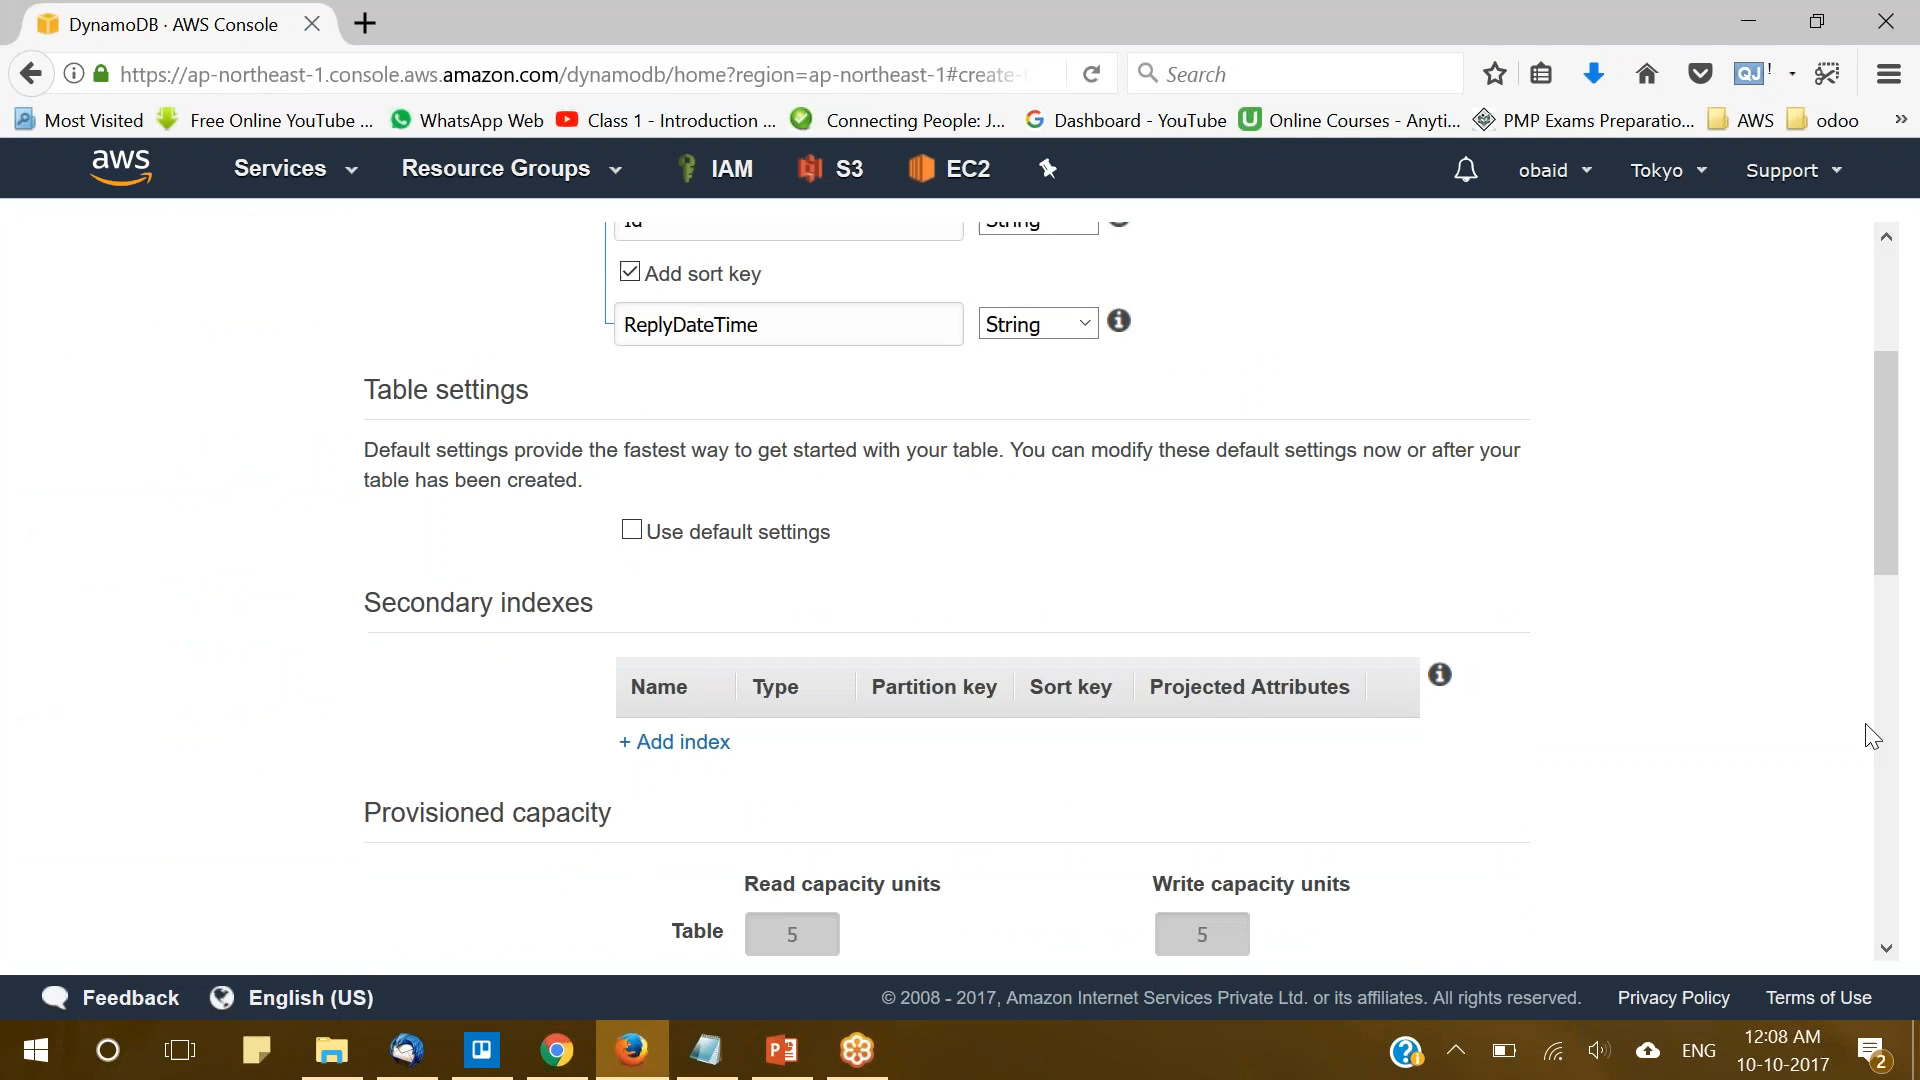 DynamoDB · AWS Console
https://ap-northeast-1.console.aws.amazon.com/dynamodb/home?region=ap-northeast-1#create-
Search
QJ !
Most Visited Free Online YouTube ... WhatsApp Web Class 1 - Introduction ... Connecting People: J... Dashboard - YouTube Online Courses - Anyti... PMP Exams Preparatio... AWS odoo
aws Services Resource Groups IAM S3 EC2 obaid Tokyo Support
Id String
Add sort key
ReplyDateTime String
Table settings
Default settings provide the fastest way to get started with your table. You can modify these default settings now or after your
table has been created.
Use default settings
Secondary indexes
Name Type Partition key Sort key Projected Attributes
+ Add index
Provisioned capacity
Read capacity units Write capacity units
Table 5 5
Feedback English (US) © 2008 - 2017, Amazon Internet Services Private Ltd. or its affiliates. All rights reserved. Privacy Policy Terms of Use
ENG
12:08 AM
10-10-2017
2